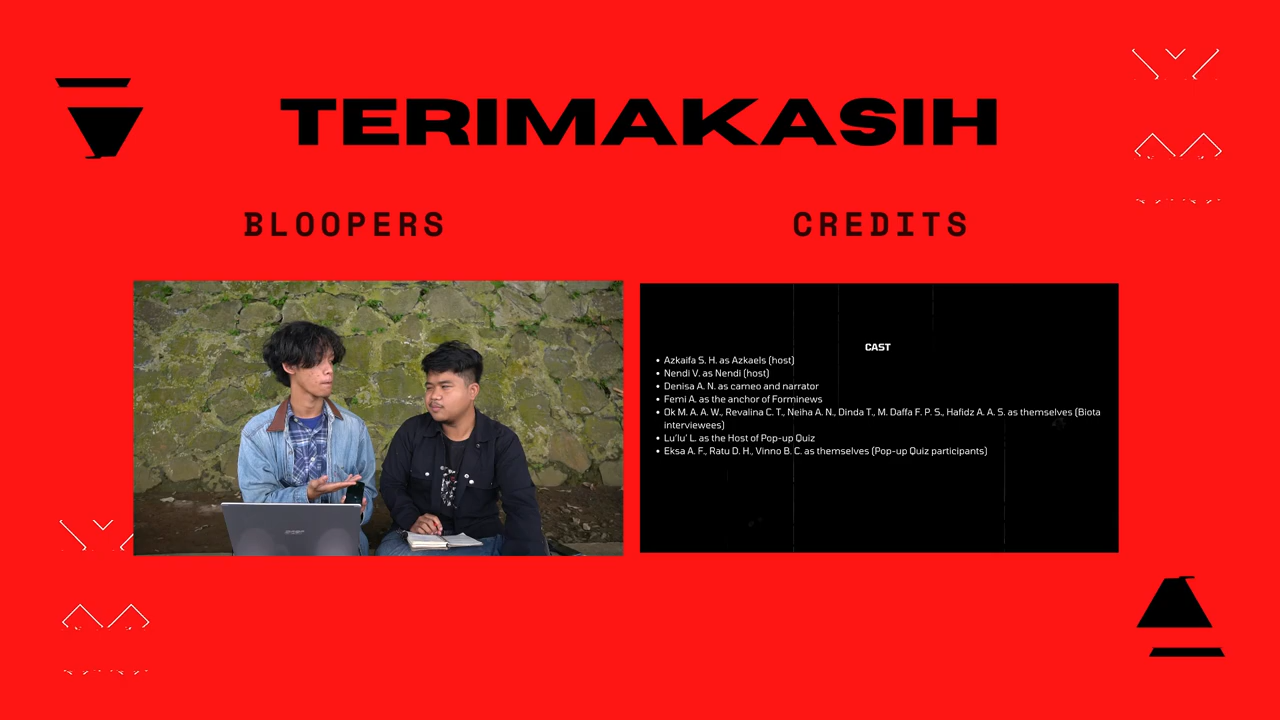 TERIMAKASIH
BLOOPERS
CREDITS
CAST
• Azkaifa S. H. as Azkaels (host)
• Nendi V. as Nendi (host)
• Denisa A. N. as cameo and narrator
• Femi A. as the anchor of Forminews
• Ok M. A. A. W., Revalina C. T., Neiha A. N., Dinda T., M. Daffa F. P. S., Hafidz A. A. S. as themselves (Biota
interviewees)
• Lu'lu' L. as the Host of Pop-up Quiz
• Eksa A. F., Ratu D. H., Vinno B. C. as themselves (Pop-up Quiz participants)